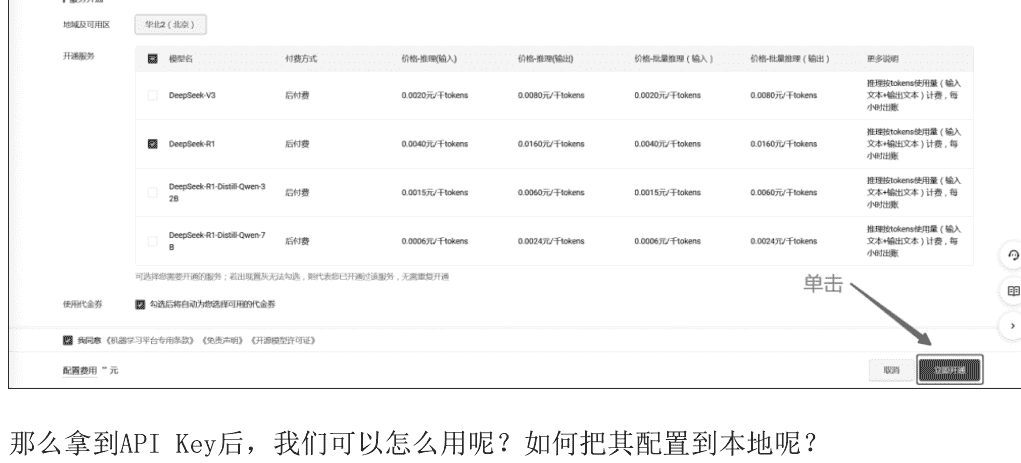 地域及可用区 华北2（北京）
开通服务 模型名 付费方式 价格-推理(输入) 价格-推理(输出) 价格-批量推理（输入） 价格-批量推理（输出） 更多说明
DeepSeek-V3 后付费 0.0020元/千tokens 0.0080元/千tokens 0.0020元/千tokens 0.0080元/千tokens 推理按tokens使用量（输入
文本+输出文本）计费，每
小时出账
DeepSeek-R1 后付费 0.0040元/千tokens 0.0160元/千tokens 0.0040元/千tokens 0.0160元/千tokens 推理按tokens使用量（输入
文本+输出文本）计费，每
小时出账
DeepSeek-R1-Distill-Qwen-3
2B 后付费 0.0015元/千tokens 0.0060元/千tokens 0.0015元/千tokens 0.0060元/千tokens 推理按tokens使用量（输入
文本+输出文本）计费，每
小时出账
DeepSeek-R1-Distill-Qwen-7
B 后付费 0.0006元/千tokens 0.0024元/千tokens 0.0006元/千tokens 0.0024元/千tokens 推理按tokens使用量（输入
文本+输出文本）计费，每
小时出账
可选择您需要开通的服务；若出现置灰无法勾选，则代表您已开通过该服务，无需重复开通
单击
使用代金券 勾选后将自动为您选择可用的代金券
我同意《机器学习平台专用条款》《免责声明》《开源模型许可证》
配置费用 -- 元 取消 立即开通
那么拿到API Key后，我们可以怎么用呢？如何把其配置到本地呢？